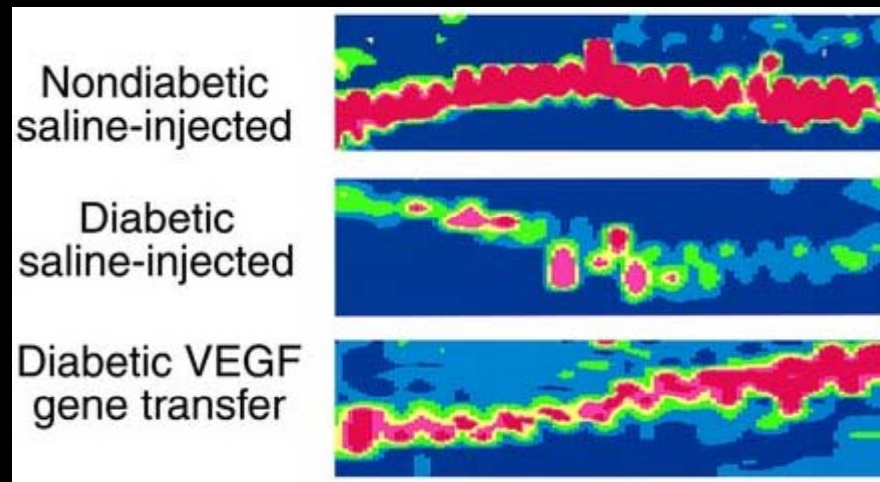 Nondiabetic
saline-injected
Diabetic
saline-injected
Diabetic VEGF
gene transfer